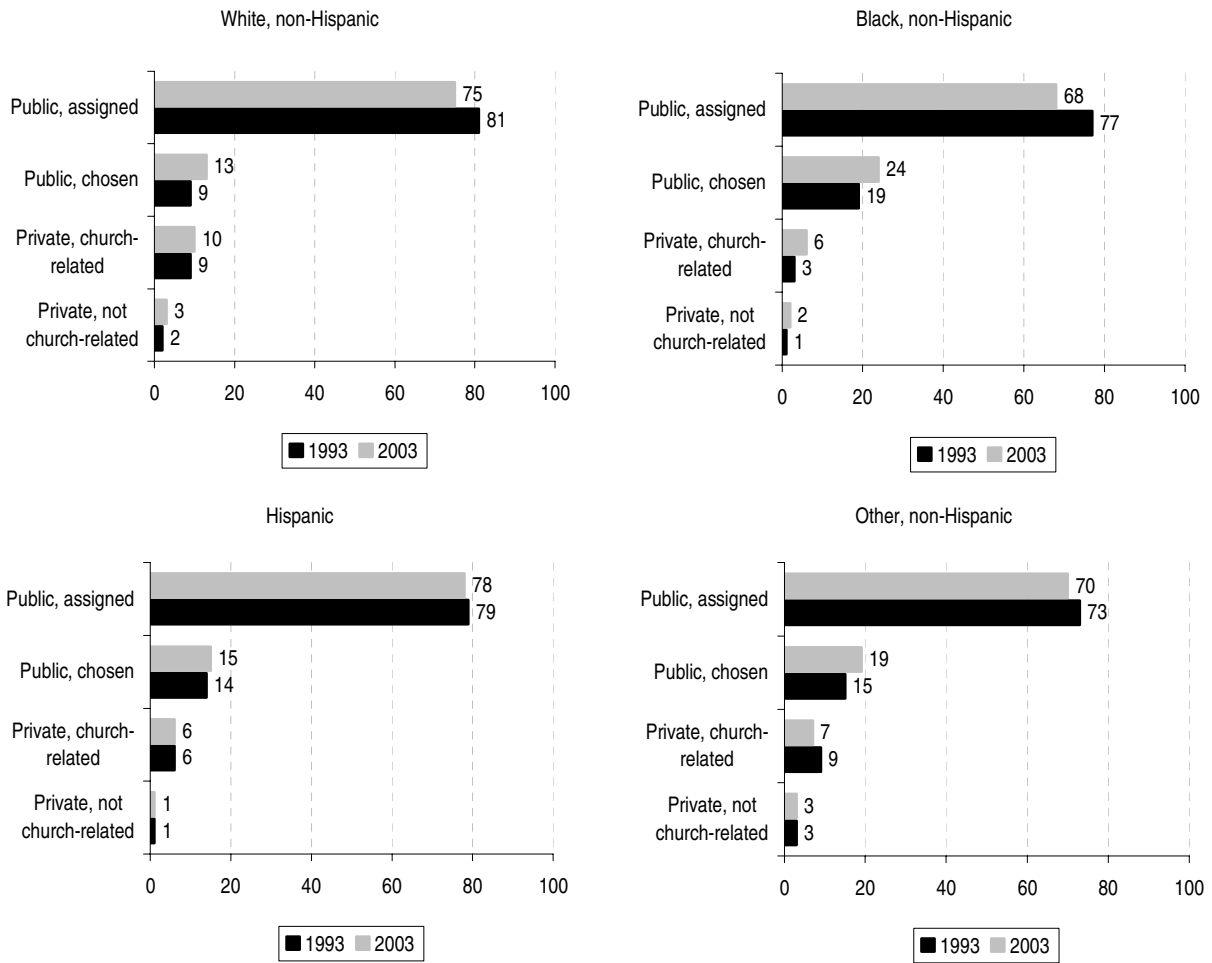 White, non-Hispanic
Public, assigned
75
81
Public, chosen
13
9
Private, church-
related
10
9
Private, not
church-related
3
2
0 20 40 60 80 100
1993 2003
Black, non-Hispanic
Public, assigned
68
77
Public, chosen
24
19
Private, church-
related
6
3
Private, not
church-related
2
1
0 20 40 60 80 100
1993 2003
Hispanic
Public, assigned
78
79
Public, chosen
15
14
Private, church-
related
6
6
Private, not
church-related
1
1
0 20 40 60 80 100
1993 2003
Other, non-Hispanic
Public, assigned
70
73
Public, chosen
19
15
Private, church-
related
7
9
Private, not
church-related
3
3
0 20 40 60 80 100
1993 2003